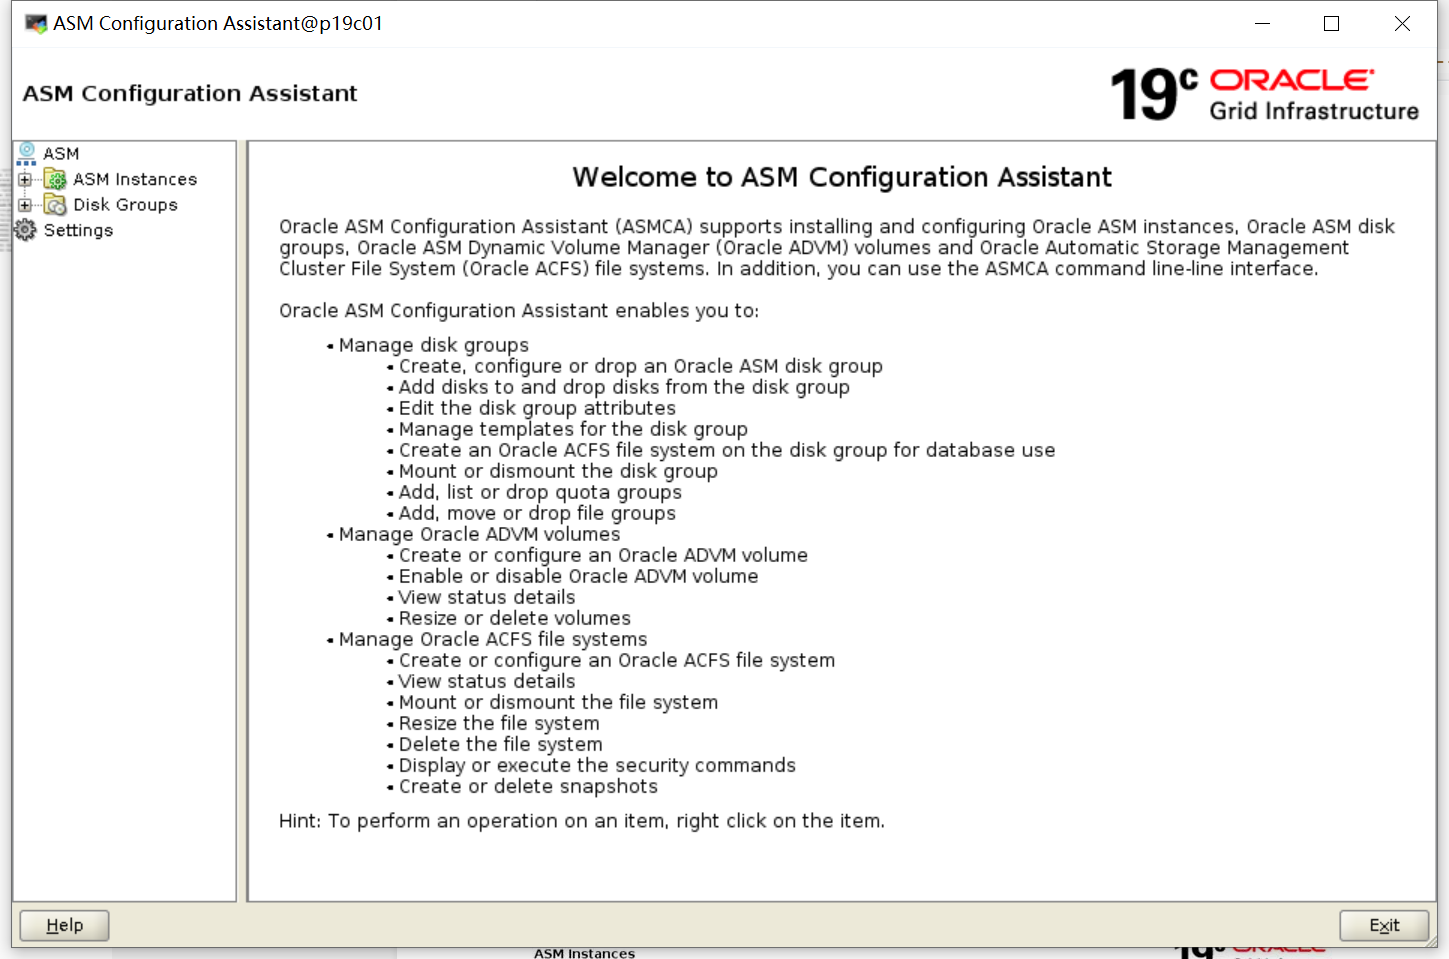 ASM Configuration Assistant@p19c01
ASM Configuration Assistant
19c ORACLE
Grid Infrastructure
ASM
ASM Instances
Disk Groups
Settings
Welcome to ASM Configuration Assistant
Oracle ASM Configuration Assistant (ASMCA) supports installing and configuring Oracle ASM instances, Oracle ASM disk
groups, Oracle ASM Dynamic Volume Manager (Oracle ADVM) volumes and Oracle Automatic Storage Management
Cluster File System (Oracle ACFS) file systems. In addition, you can use the ASMCA command line-line interface.
Oracle ASM Configuration Assistant enables you to:
Manage disk groups
Create, configure or drop an Oracle ASM disk group
Add disks to and drop disks from the disk group
Edit the disk group attributes
Manage templates for the disk group
Create an Oracle ACFS file system on the disk group for database use
Mount or dismount the disk group
Add, list or drop quota groups
Add, move or drop file groups
Manage Oracle ADVM volumes
Create or configure an Oracle ADVM volume
Enable or disable Oracle ADVM volume
View status details
Resize or delete volumes
Manage Oracle ACFS file systems
Create or configure an Oracle ACFS file system
View status details
Mount or dismount the file system
Resize the file system
Delete the file system
Display or execute the security commands
Create or delete snapshots
Hint: To perform an operation on an item, right click on the item.
Help
Exit
ASM Instances
19c ORACLE